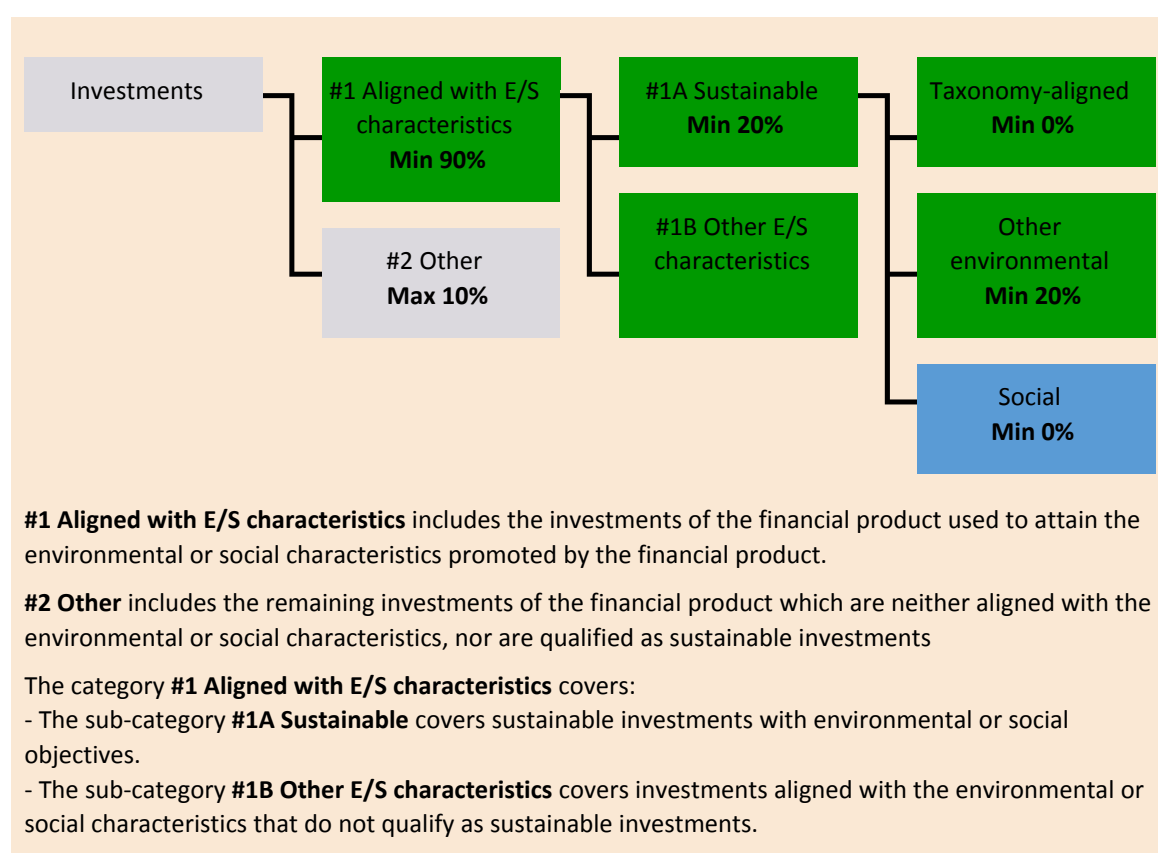 Investments
#1 Aligned with E/S
characteristics
Min 90%
#2 Other
Max 10%
#1A Sustainable
Min 20%
#1B Other E/S
characteristics
Taxonomy-aligned
Min 0%
Other
environmental
Min 20%
Social
Min 0%
#1 Aligned with E/S characteristics includes the investments of the financial product used to attain the
environmental or social characteristics promoted by the financial product.
#2 Other includes the remaining investments of the financial product which are neither aligned with the
environmental or social characteristics, nor are qualified as sustainable investments
The category #1 Aligned with E/S characteristics covers:
- The sub-category #1A Sustainable covers sustainable investments with environmental or social
objectives.
- The sub-category #1B Other E/S characteristics covers investments aligned with the environmental or
social characteristics that do not qualify as sustainable investments.